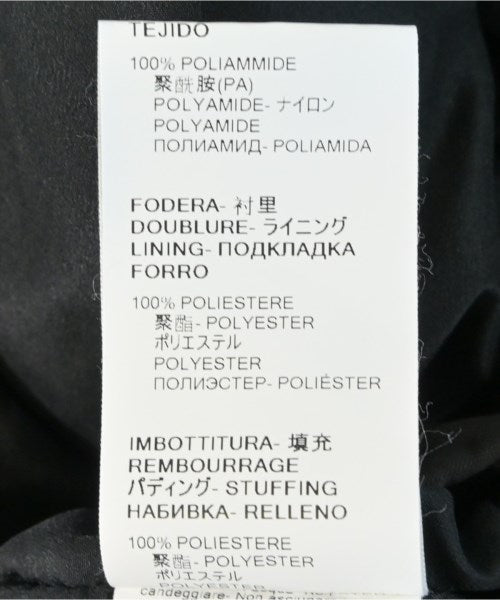 TEJIDO
100% POLIAMMIDE
聚酰胺(PA)
POLYAMIDE- ナイロン
POLYAMIDE
ПОЛИАМИД- POLIAMIDA
FODERA- 衬里
DOUBLURE- ライニング
LINING- ПОДКЛАДКА
FORRO
100% POLIESTERE
聚酯- POLYESTER
ポリエステル
POLYESTER
ПОЛИЭСТЕР- POLIÉSTER
IMBOTTITURA- 填充
REMBOURRAGE
パディング- STUFFING
НАБИВКА- RELLENO
100% POLIESTERE
聚酯- POLYESTER
ポリエステル
POLYESTER
candeggiare- Non